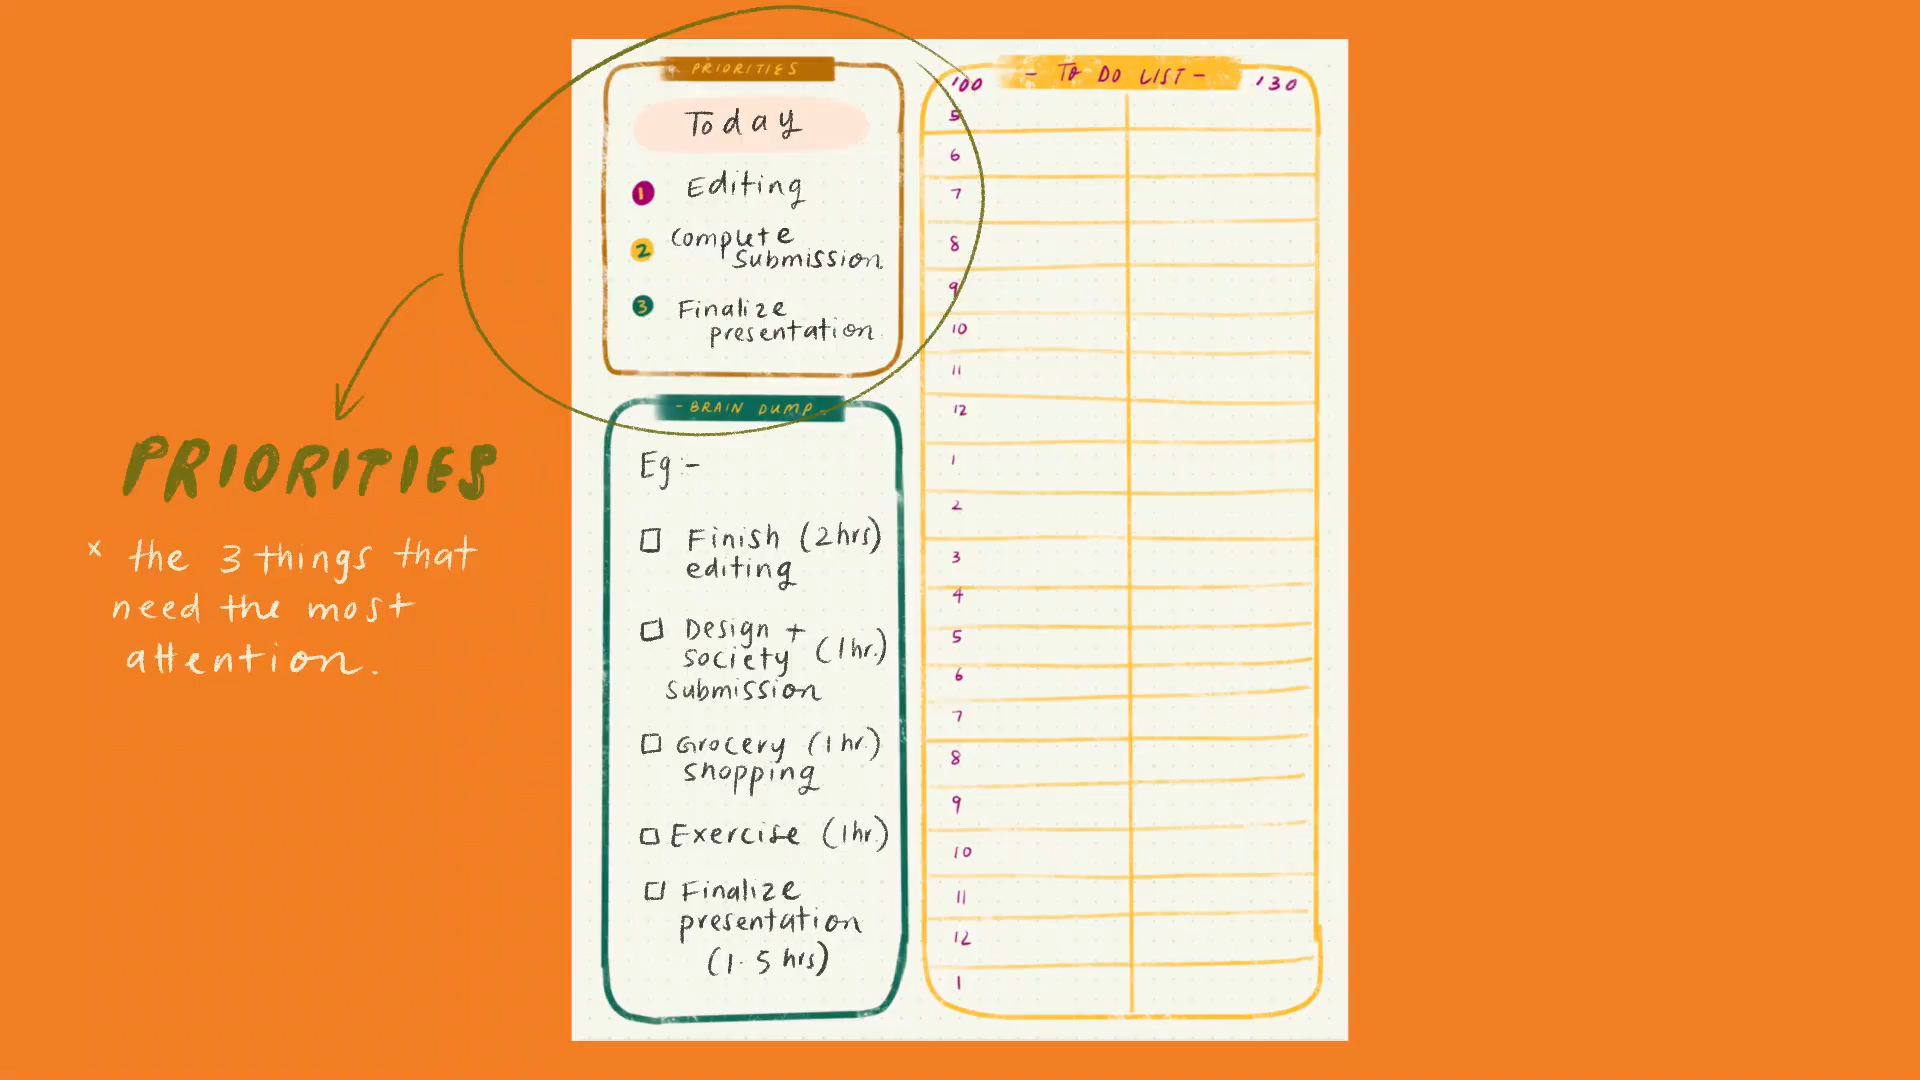 PRIORITIES
Today
1 Editing
2 Complete
submission
3 Finalize
presentation
- BRAIN DUMP -
Eg :-
Finish (2hrs)
editing
Design +
society (1hr.)
submission
Grocery (1hr.)
shopping
Exercise (1hr.)
Finalize
presentation
(1.5 hrs)
- TO DO LIST -
'00 '30
5
6
7
8
9
10
11
12
1
2
3
4
5
6
7
8
9
10
11
12
1
PRIORITIES
x the 3 things that
need the most
attention.